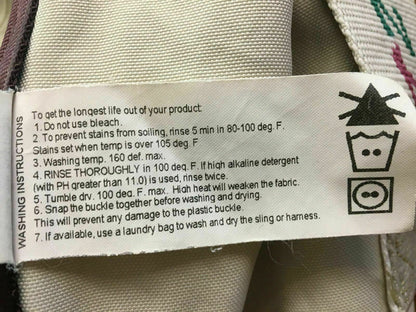 WASHING INSTRUCTIONS
To get the longest life out of your product:
1. Do not use bleach.
2. To prevent stains from soiling, rinse 5 min in 80-100 deg. F.
Stains set when temp is over 105 deg F
3. Washing temp. 160 def. max.
4. RINSE THOROUGHLY in 100 deg. F. If high alkaline detergent
(with PH greater than 11.0) is used, rinse twice.
5. Tumble dry. 100 deg. F. max. High heat will weaken the fabric.
6. Snap the buckle together before washing and drying.
This will prevent any damage to the plastic buckle.
7. If available, use a laundry bag to wash and dry the sling or harness.